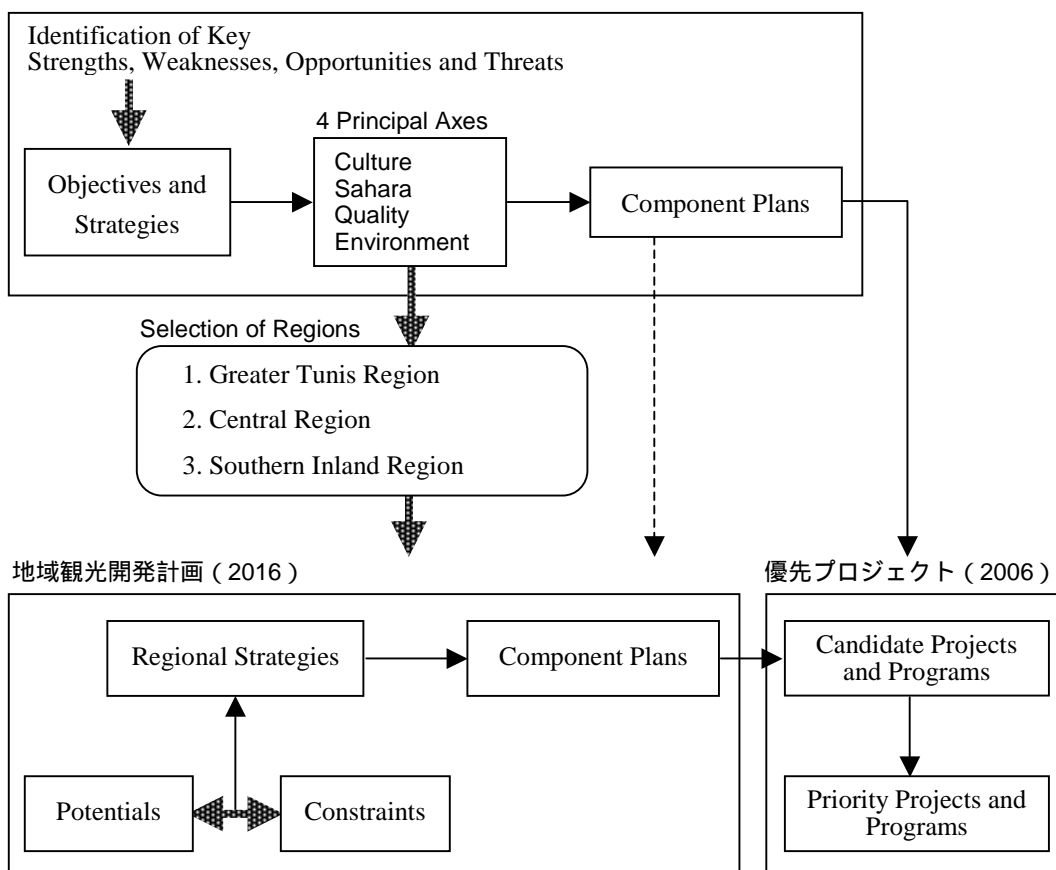 Identification of Key
Strengths, Weaknesses, Opportunities and Threats
4 Principal Axes
Objectives and
Strategies
Culture
Sahara
Quality
Environment
Component Plans
Selection of Regions
1. Greater Tunis Region
2. Central Region
3. Southern Inland Region
地域観光開発計画（2016）
優先プロジェクト（2006）
Regional Strategies
Component Plans
Candidate Projects
and Programs
Potentials
Constraints
Priority Projects and
Programs